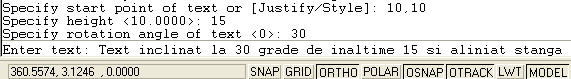 Specify start point of text or [Justify/Style]: 10,10
Specify height <10.0000>: 15
Specify rotation angle of text <0>: 30
Enter text: Text inclinat la 30 grade de inaltime 15 si aliniat stanga
360.5574, 3.1246 , 0.0000 SNAP GRID ORTHO POLAR OSNAP OTRACK LWT MODEL